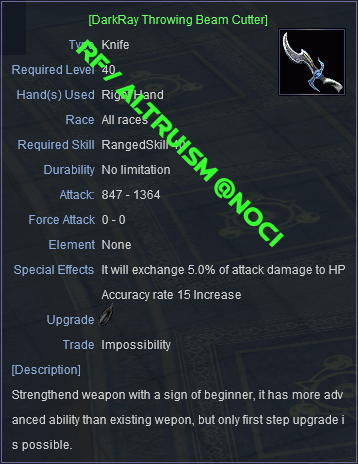 [DarkRay Throwing Beam Cutter]
Type Knife
Required Level 40
Hand(s) Used Right Hand
Race All races
Required Skill RangedSkill
Durability No limitation
Attack: 847 - 1364
Force Attack 0 - 0
Element None
Special Effects It will exchange 5.0% of attack damage to HP
Accuracy rate 15 Increase
Upgrade
Trade Impossibility
[Description]
Strengthend weapon with a sign of beginner, it has more adv
anced ability than existing wepon, but only first step upgrade i
s possible.
RF / ALTRUISM @NOCI